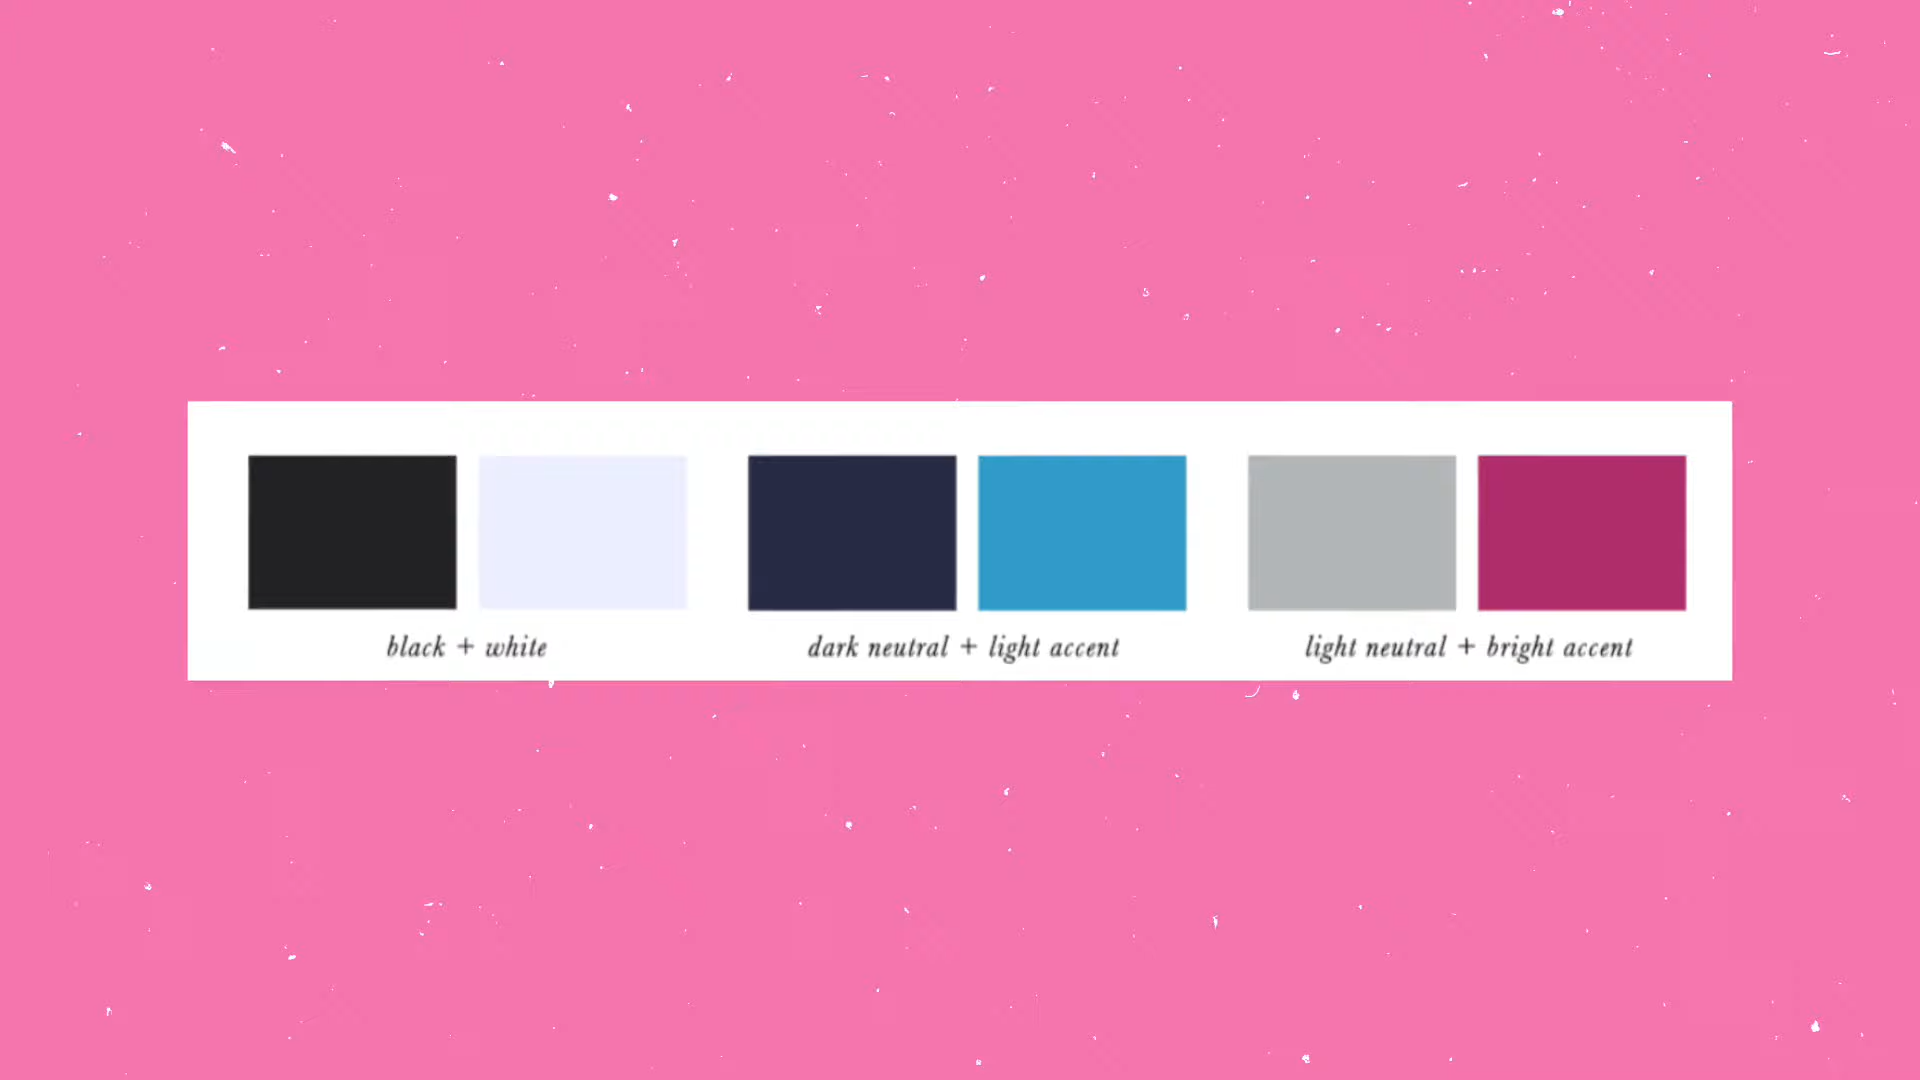 black + white
dark neutral + light accent
light neutral + bright accent